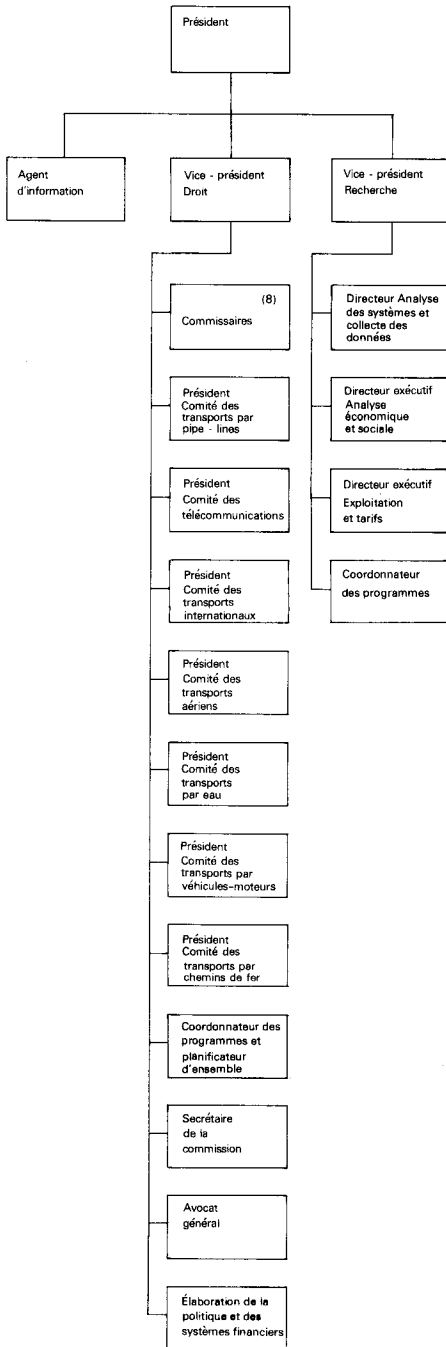 Président
Agent
d'information
Vice - président
Droit
Vice - président
Recherche
(8)
Commissaires
Président
Comité des
transports par
pipe - lines
Président
Comité des
télécommunications
Président
Comité des
transports
internationaux
Président
Comité des
transports
aériens
Président
Comité des
transports
par eau
Président
Comité des
transports par
véhicules-moteurs
Président
Comité des
transports par
chemins de fer
Coordonnateur des
programmes et
planificateur
d'ensemble
Secrétaire
de la
commission
Avocat
général
Élaboration de la
politique et des
systèmes financiers
Directeur Analyse
des systèmes et
collecte des
données
Directeur exécutif
Analyse
économique
et sociale
Directeur exécutif
Exploitation
et tarifs
Coordonnateur
des programmes